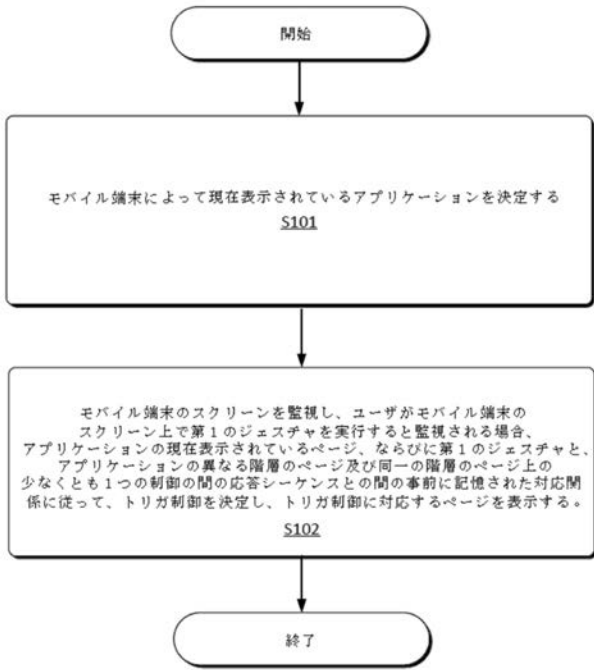 開始
モバイル端末によって現在表示されているアプリケーションを決定する
S101
モバイル端末のスクリーンを監視し、ユーザがモバイル端末の
スクリーン上で第1のジェスチャを実行すると監視される場合、
アプリケーションの現在表示されているページ、ならびに第1のジェスチャと、
アプリケーションの異なる階層のページ及び同一の階層のページ上の
少なくとも1つの制御の間の応答シーケンスとの間の事前に記憶された対応関
係に従って、トリガ制御を決定し、トリガ制御に対応するページを表示する。
S102
終了